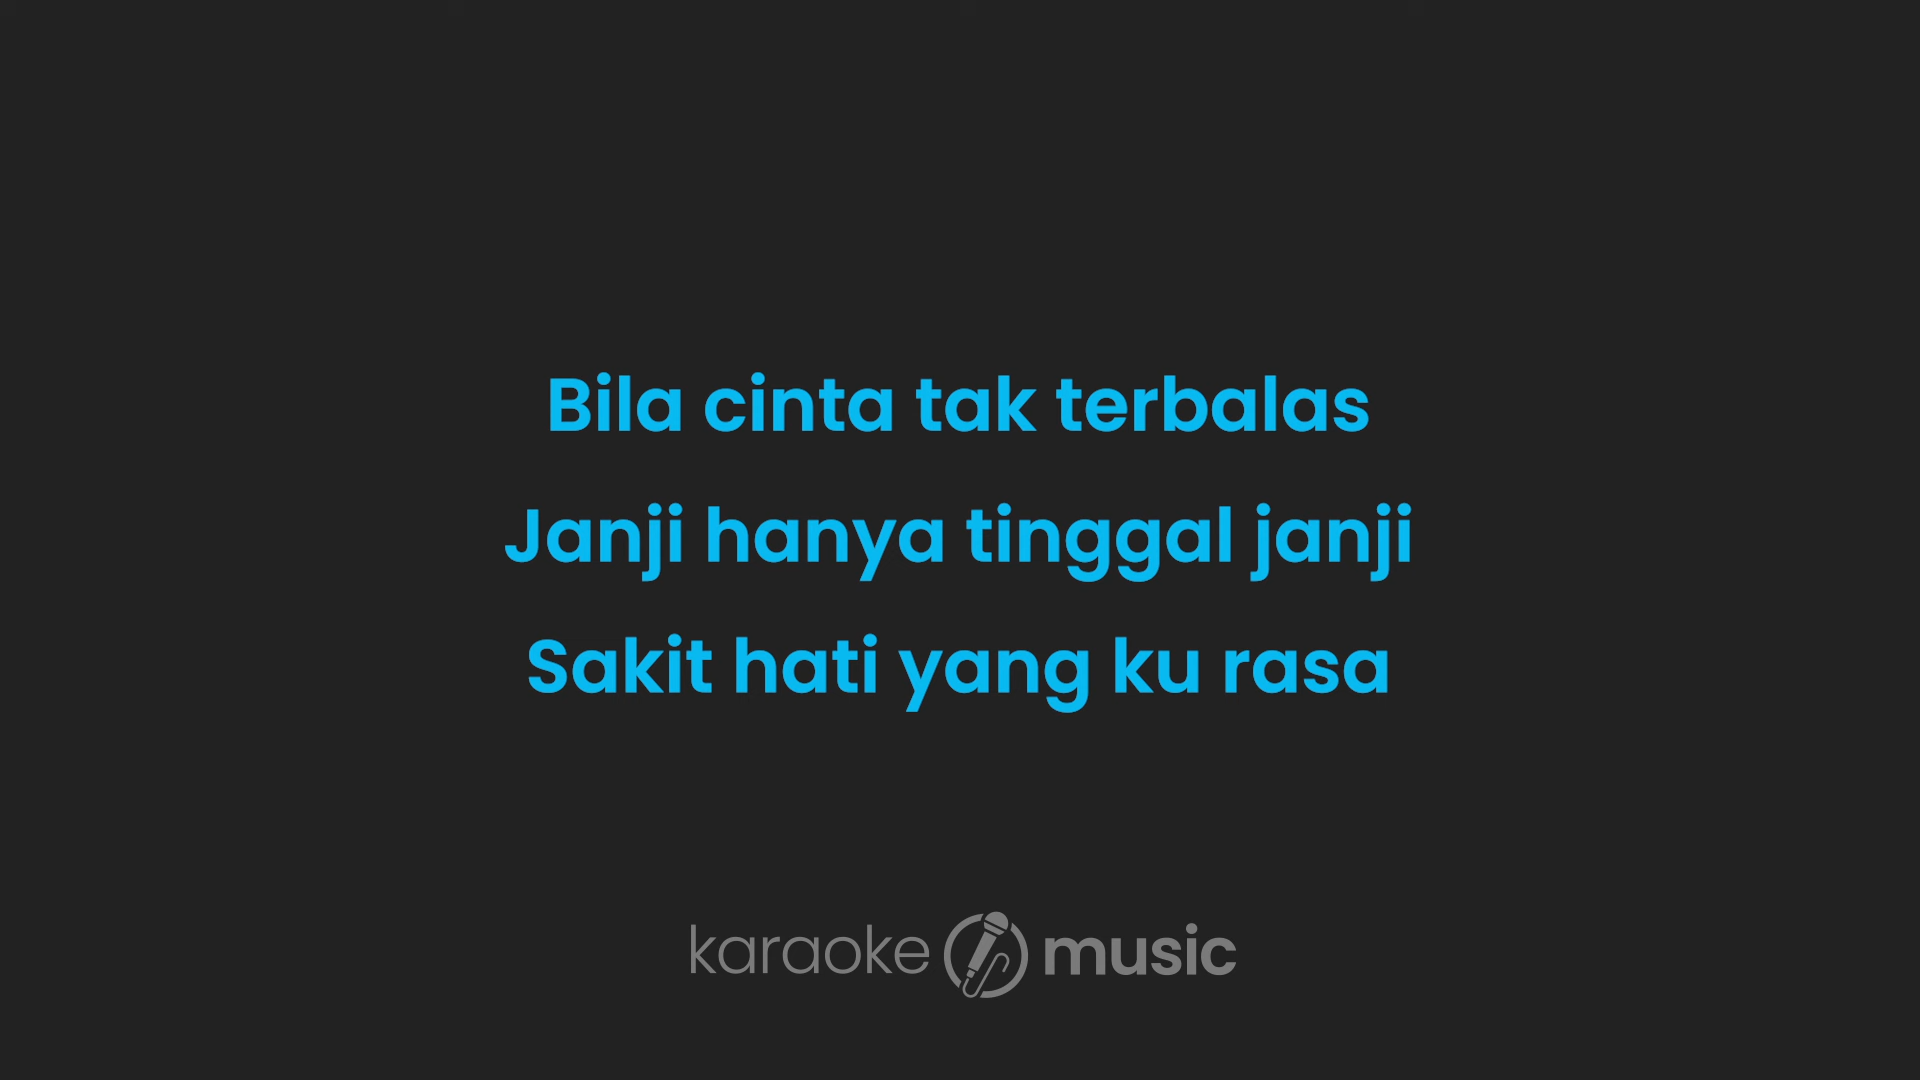 Bila cinta tak terbalas
Janji hanya tinggal janji
Sakit hati yang ku rasa
karaoke music